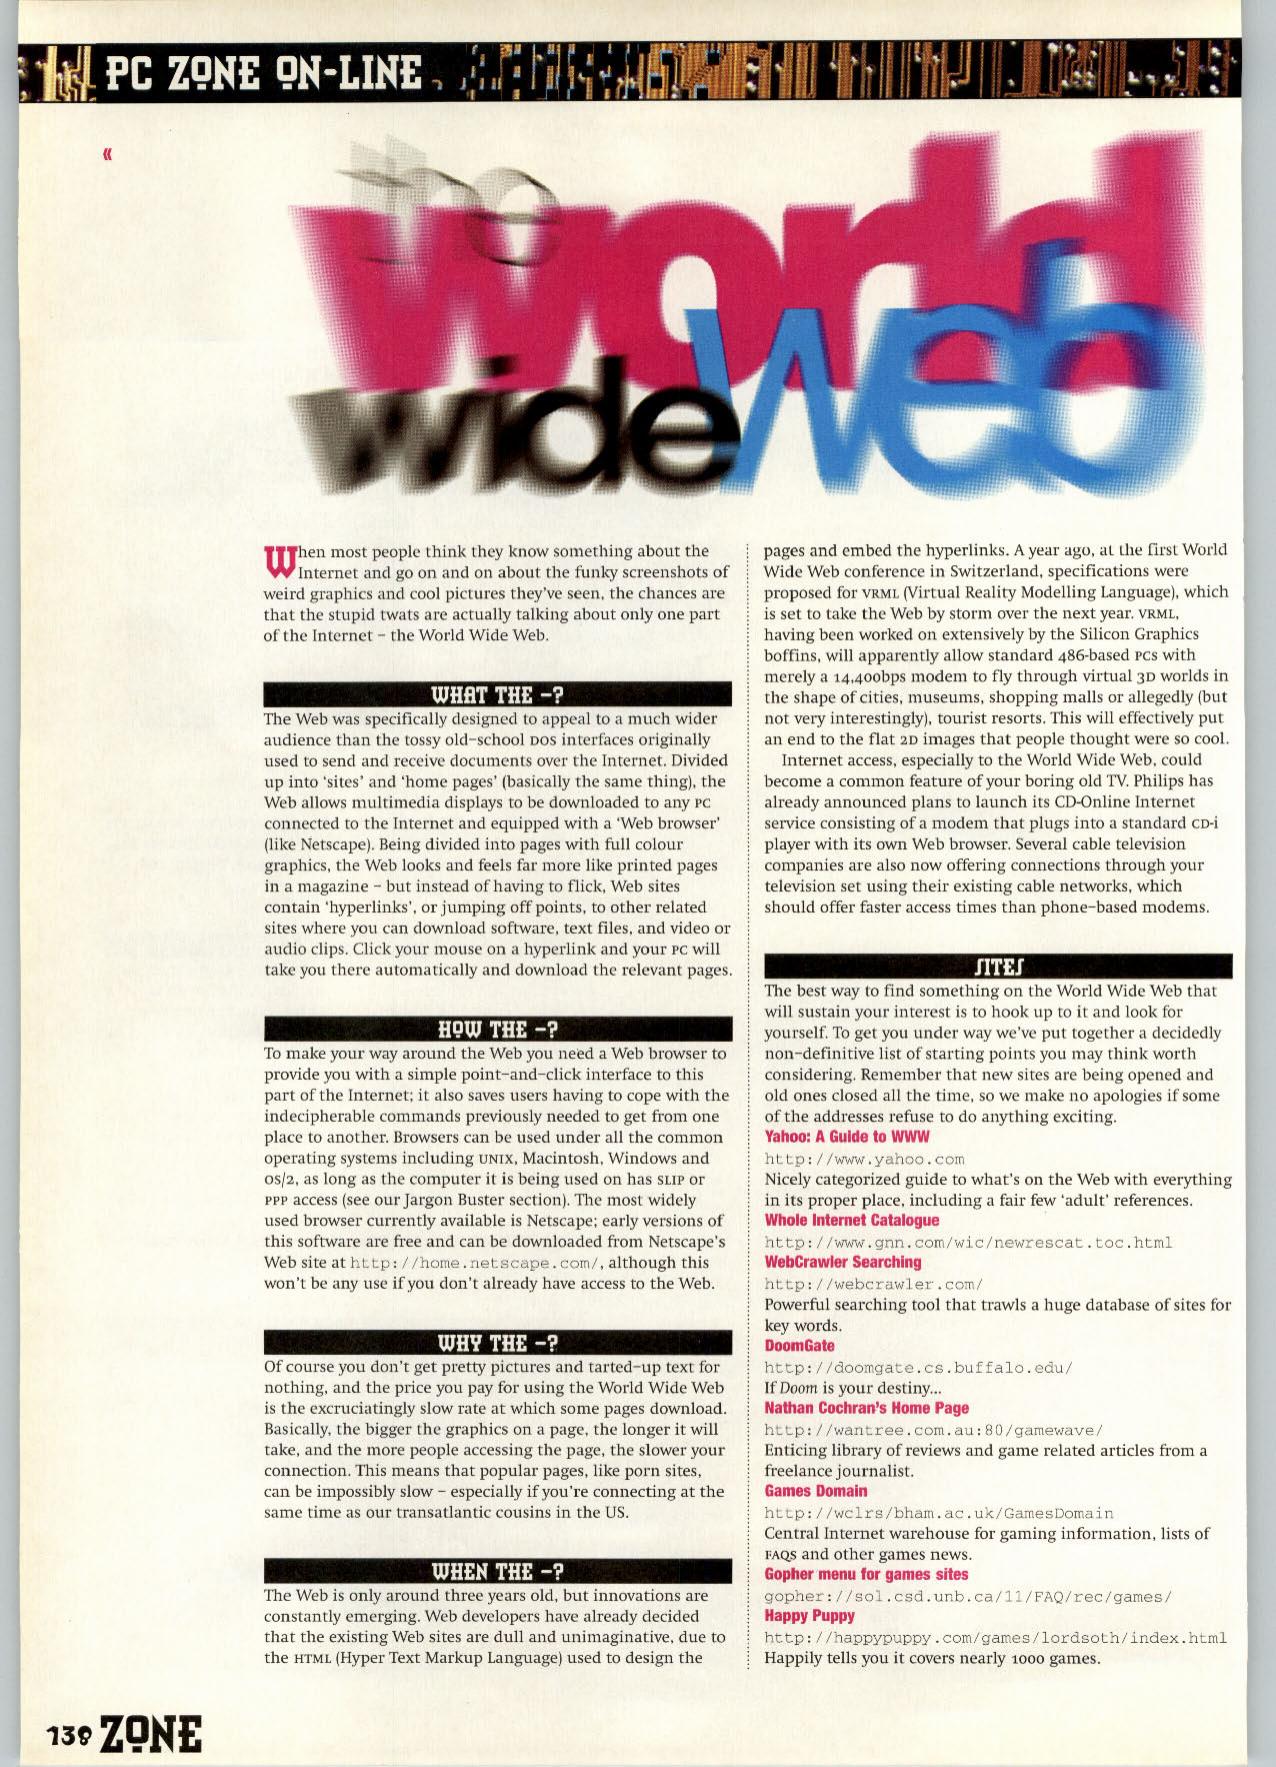 PC ZONE ON-LINE
«
the
world
wide web
When most people think they know something about the
Internet and go on and on about the funky screenshots of
weird graphics and cool pictures they've seen, the chances are
that the stupid twats are actually talking about only one part
of the Internet – the World Wide Web.
WHAT THE –?
The Web was specifically designed to appeal to a much wider
audience than the tossy old–school DOS interfaces originally
used to send and receive documents over the Internet. Divided
up into 'sites' and 'home pages' (basically the same thing), the
Web allows multimedia displays to be downloaded to any PC
connected to the Internet and equipped with a 'Web browser'
(like Netscape). Being divided into pages with full colour
graphics, the Web looks and feels far more like printed pages
in a magazine – but instead of having to flick, Web sites
contain 'hyperlinks', or jumping off points, to other related
sites where you can download software, text files, and video or
audio clips. Click your mouse on a hyperlink and your PC will
take you there automatically and download the relevant pages.
HOW THE –?
To make your way around the Web you need a Web browser to
provide you with a simple point–and–click interface to this
part of the Internet; it also saves users having to cope with the
indecipherable commands previously needed to get from one
place to another. Browsers can be used under all the common
operating systems including UNIX, Macintosh, Windows and
OS/2, as long as the computer it is being used on has SLIP or
PPP access (see our Jargon Buster section). The most widely
used browser currently available is Netscape; early versions of
this software are free and can be downloaded from Netscape's
Web site at http://home.netscape.com/, although this
won't be any use if you don't already have access to the Web.
WHY THE –?
Of course you don't get pretty pictures and tarted–up text for
nothing, and the price you pay for using the World Wide Web
is the excruciatingly slow rate at which some pages download.
Basically, the bigger the graphics on a page, the longer it will
take, and the more people accessing the page, the slower your
connection. This means that popular pages, like porn sites,
can be impossibly slow – especially if you're connecting at the
same time as our transatlantic cousins in the US.
WHEN THE –?
The Web is only around three years old, but innovations are
constantly emerging. Web developers have already decided
that the existing Web sites are dull and unimaginative, due to
the HTML (Hyper Text Markup Language) used to design the
pages and embed the hyperlinks. A year ago, at the first World
Wide Web conference in Switzerland, specifications were
proposed for VRML (Virtual Reality Modelling Language), which
is set to take the Web by storm over the next year. VRML,
having been worked on extensively by the Silicon Graphics
boffins, will apparently allow standard 486-based PCs with
merely a 14,400bps modem to fly through virtual 3D worlds in
the shape of cities, museums, shopping malls or allegedly (but
not very interestingly), tourist resorts. This will effectively put
an end to the flat 2D images that people thought were so cool.
Internet access, especially to the World Wide Web, could
become a common feature of your boring old TV. Philips has
already announced plans to launch its CD-Online Internet
service consisting of a modem that plugs into a standard CD-i
player with its own Web browser. Several cable television
companies are also now offering connections through your
television set using their existing cable networks, which
should offer faster access times than phone–based modems.
SITES
The best way to find something on the World Wide Web that
will sustain your interest is to hook up to it and look for
yourself. To get you under way we've put together a decidedly
non–definitive list of starting points you may think worth
considering. Remember that new sites are being opened and
old ones closed all the time, so we make no apologies if some
of the addresses refuse to do anything exciting.
Yahoo: A Guide to WWW
http://www.yahoo.com
Nicely categorized guide to what's on the Web with everything
in its proper place, including a fair few 'adult' references.
Whole Internet Catalogue
http://www.gnn.com/wic/newrescat.toc.html
WebCrawler Searching
http://webcrawler.com/
Powerful searching tool that trawls a huge database of sites for
key words.
DoomGate
http://doomgate.cs.buffalo.edu/
If Doom is your destiny...
Nathan Cochran's Home Page
http://wantree.com.au:80/gamewave/
Enticing library of reviews and game related articles from a
freelance journalist.
Games Domain
http://wclrs/bham.ac.uk/GamesDomain
Central Internet warehouse for gaming information, lists of
FAQs and other games news.
Gopher menu for games sites
gopher://sol.csd.unb.ca/11/FAQ/rec/games/
Happy Puppy
http://happypuppy.com/games/lordsoth/index.html
Happily tells you it covers nearly 1000 games.
138 ZONE